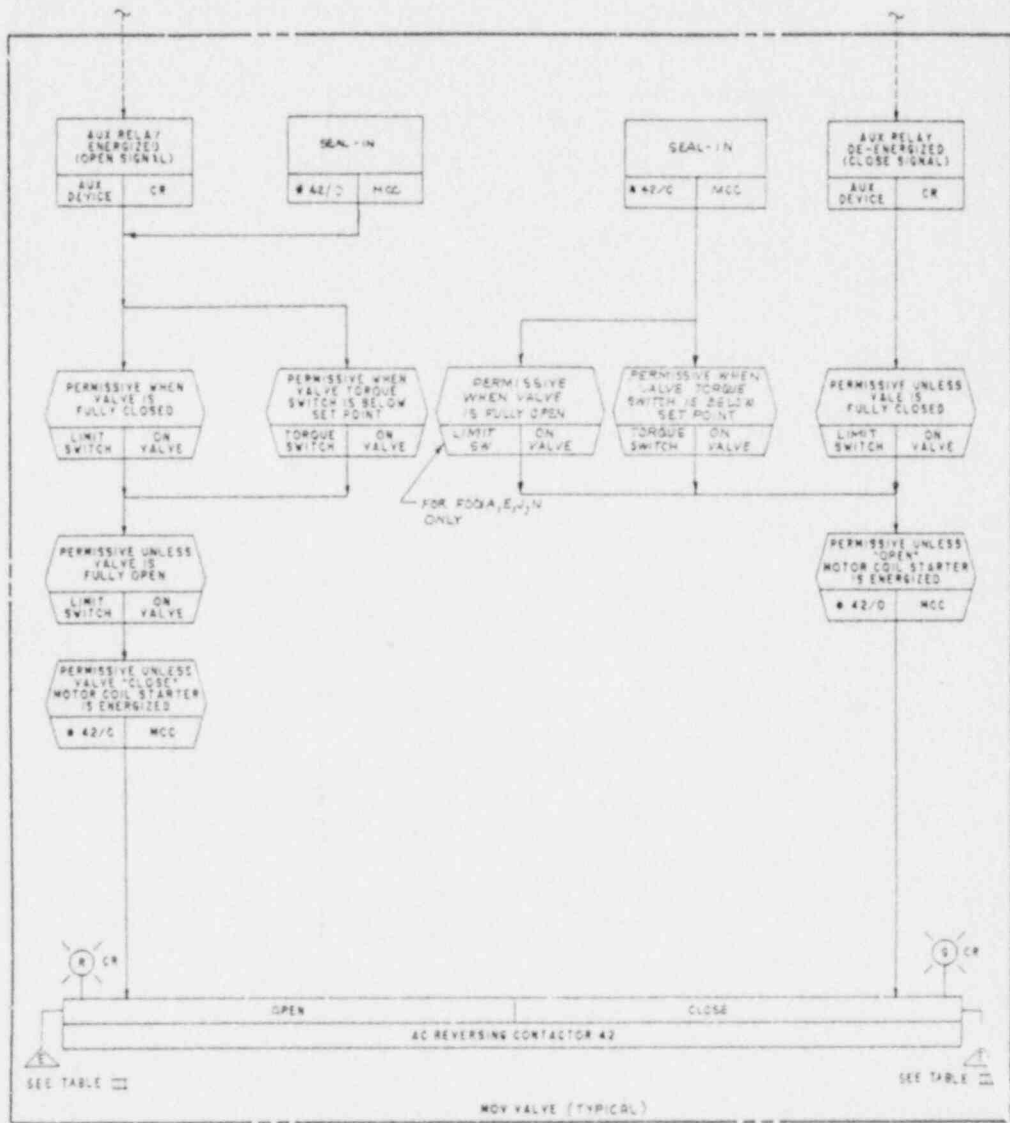 AUX RELAY
ENERGIZED
(OPEN SIGNAL)
AUX
DEVICE
CR
SEAL-IN
* 42/O
MCC
SEAL-IN
* 42/C
MCC
AUX RELAY
DE-ENERGIZED
(CLOSE SIGNAL)
AUX
DEVICE
CR
PERMISSIVE WHEN
VALVE IS
FULLY CLOSED
LIMIT
SWITCH
ON
VALVE
PERMISSIVE WHEN
VALVE TORQUE
SWITCH IS BELOW
SET POINT
TORQUE
SWITCH
ON
VALVE
PERMISSIVE
WHEN VALVE
IS FULLY OPEN
LIMIT
SW
ON
VALVE
PERMISSIVE WHEN
VALVE TORQUE
SWITCH IS BELOW
SET POINT
TORQUE
SWITCH
ON
VALVE
PERMISSIVE UNLESS
VALE IS
FULLY CLOSED
LIMIT
SWITCH
ON
VALVE
FOR F001A,E,J,N
ONLY
PERMISSIVE UNLESS
VALVE IS
FULLY OPEN
LIMIT
SWITCH
ON
VALVE
PERMISSIVE UNLESS
"OPEN"
MOTOR COIL STARTER
IS ENERGIZED
* 42/O
MCC
PERMISSIVE UNLESS
VALVE "CLOSE"
MOTOR COIL STARTER
IS ENERGIZED
* 42/C
MCC
R
CR
G
CR
OPEN
CLOSE
AC REVERSING CONTACTOR 42
SEE TABLE III
SEE TABLE III
MOV VALVE (TYPICAL)